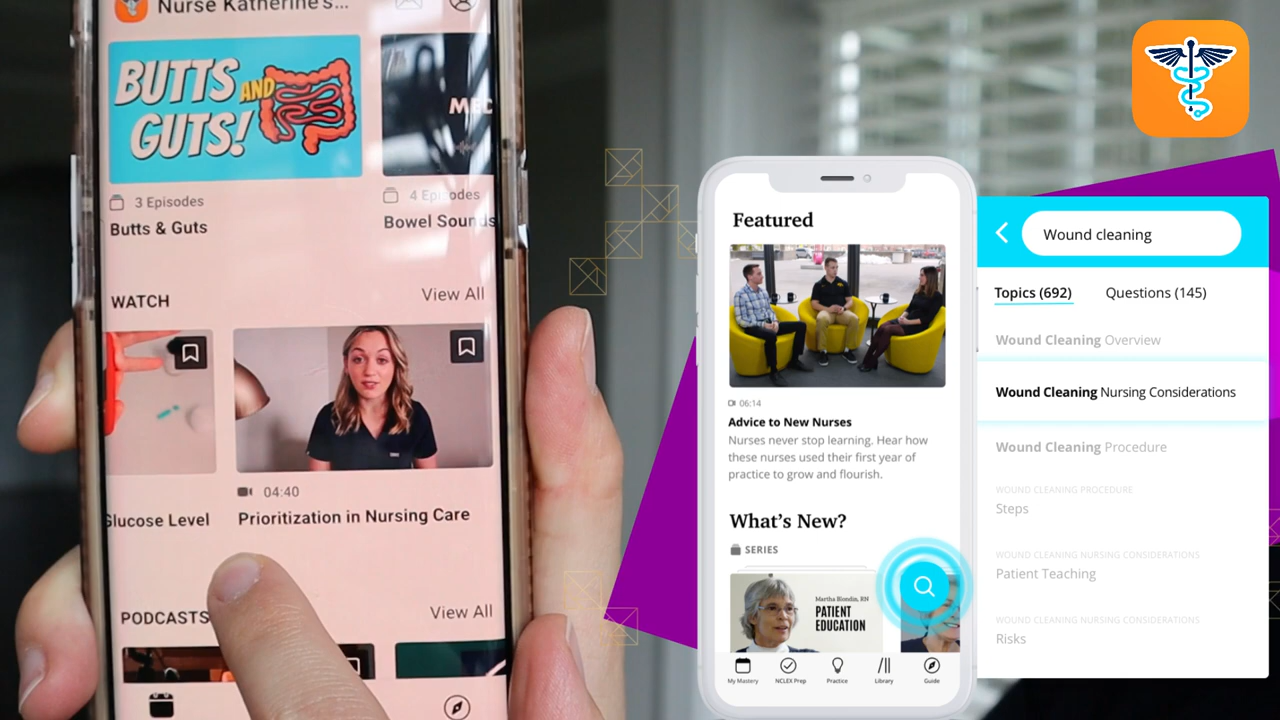 Nurse Katherine's...
BUTTS AND
GUTS!
MEC
3 Episodes
Butts & Guts
4 Episodes
Bowel Sounds
WATCH
View All
04:40
Glucose Level
Prioritization in Nursing Care
PODCASTS
View All
Featured
06:14
Advice to New Nurses
Nurses never stop learning. Hear how
these nurses used their first year of
practice to grow and flourish.
What's New?
SERIES
Martha Blondin, RN
PATIENT
EDUCATION
My Mastery
NCLEX Prep
Practice
Library
Guide
Wound cleaning
Topics (692)
Questions (145)
Wound Cleaning Overview
Wound Cleaning Nursing Considerations
Wound Cleaning Procedure
WOUND CLEANING PROCEDURE
Steps
WOUND CLEANING NURSING CONSIDERATIONS
Patient Teaching
WOUND CLEANING NURSING CONSIDERATIONS
Risks